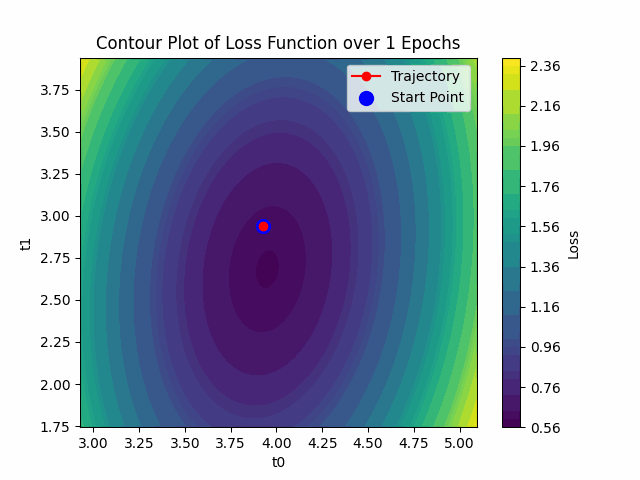 Contour Plot of Loss Function over 1 Epochs
Trajectory
Start Point
3.75
3.50
3.25
3.00
2.75
2.50
2.25
2.00
1.75
t1
3.00 3.25 3.50 3.75 4.00 4.25 4.50 4.75 5.00
t0
2.36
2.16
1.96
1.76
1.56
1.36
1.16
0.96
0.76
0.56
Loss